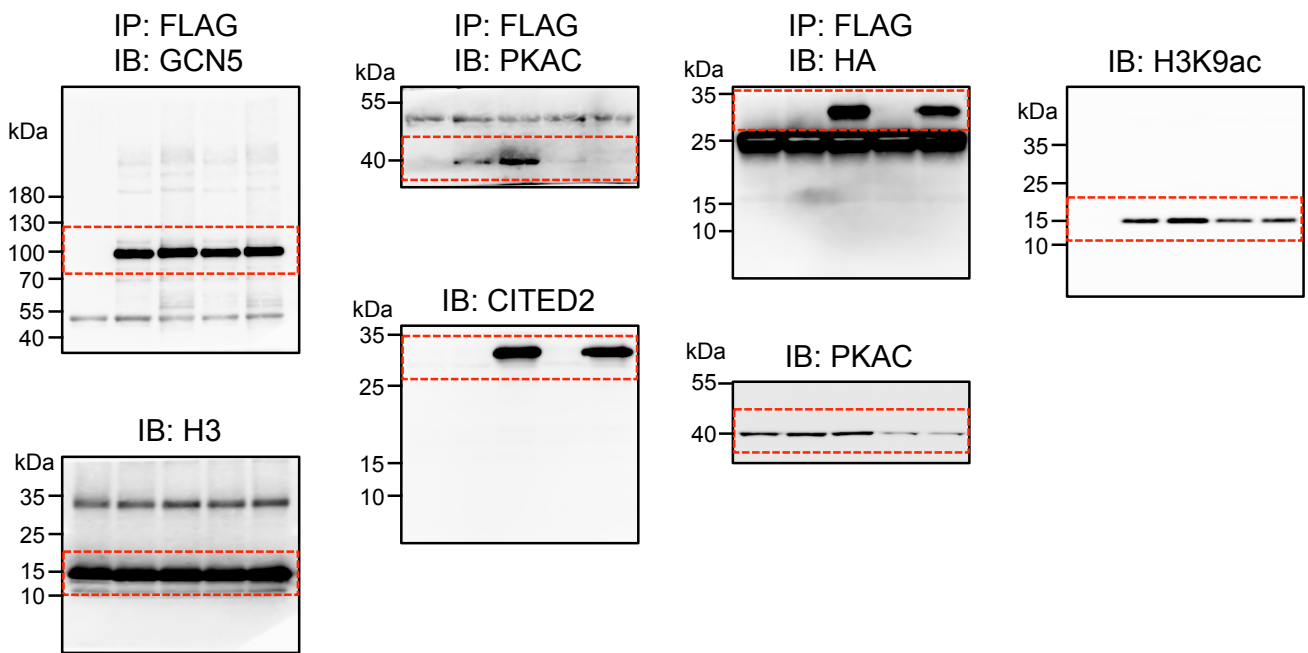 IP: FLAG
IB: GCN5
kDa
180
130
100
70
55
40
IP: FLAG
IB: PKAC
kDa
55
40
IP: FLAG
IB: HA
kDa
35
25
15
10
IB: H3K9ac
kDa
35
25
15
10
IB: CITED2
kDa
35
25
15
10
IB: PKAC
kDa
55
40
IB: H3
kDa
35
25
15
10